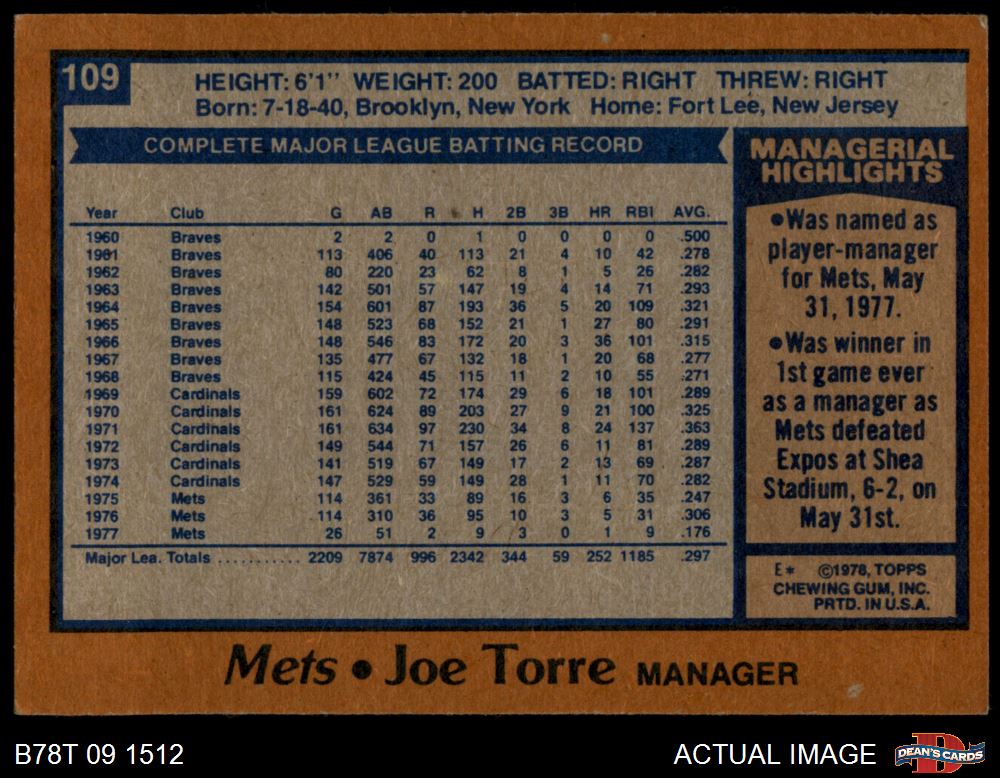 109
HEIGHT: 6'1" WEIGHT: 200 BATTED: RIGHT THREW: RIGHT
Born: 7-18-40, Brooklyn, New York Home: Fort Lee, New Jersey
COMPLETE MAJOR LEAGUE BATTING RECORD
Year Club G AB R H 2B 3B HR RBI AVG.
1960 Braves 2 2 0 1 0 0 0 0 .500
1961 Braves 113 406 40 113 21 4 10 42 .278
1962 Braves 80 220 23 62 8 1 5 26 .282
1963 Braves 142 501 57 147 19 4 14 71 .293
1964 Braves 154 601 87 193 36 5 20 109 .321
1965 Braves 148 523 68 152 21 1 27 80 .291
1966 Braves 148 546 83 172 20 3 36 101 .315
1967 Braves 135 477 67 132 18 1 20 68 .277
1968 Braves 115 424 45 115 11 2 10 55 .271
1969 Cardinals 159 602 72 174 29 6 18 101 .289
1970 Cardinals 161 624 89 203 27 9 21 100 .325
1971 Cardinals 161 634 97 230 34 8 24 137 .363
1972 Cardinals 149 544 71 157 26 6 11 81 .289
1973 Cardinals 141 519 67 149 17 2 13 69 .287
1974 Cardinals 147 529 59 149 28 1 11 70 .282
1975 Mets 114 361 33 89 16 3 6 35 .247
1976 Mets 114 310 36 95 10 3 5 31 .306
1977 Mets 26 51 2 9 3 0 1 9 .176
Major Lea. Totals ........... 2209 7874 996 2342 344 59 252 1185 .297
MANAGERIAL
HIGHLIGHTS
•Was named as
player-manager
for Mets, May
31, 1977.
•Was winner in
1st game ever
as a manager as
Mets defeated
Expos at Shea
Stadium, 6-2, on
May 31st.
E* ©1978, TOPPS
CHEWING GUM, INC.
PRTD. IN U.S.A.
Mets • Joe Torre MANAGER
B78T 09 1512
ACTUAL IMAGE
DEAN'S CARDS